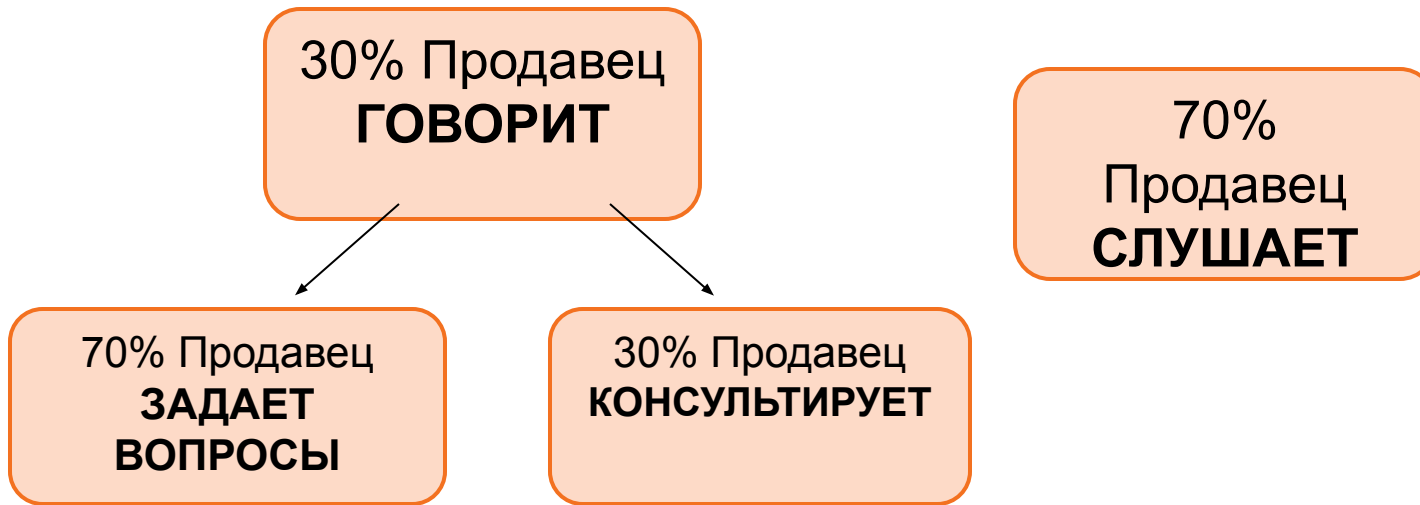 30% Продавец
ГОВОРИТ
70%
Продавец
СЛУШАЕТ
70% Продавец
ЗАДАЕТ
ВОПРОСЫ
30% Продавец
КОНСУЛЬТИРУЕТ